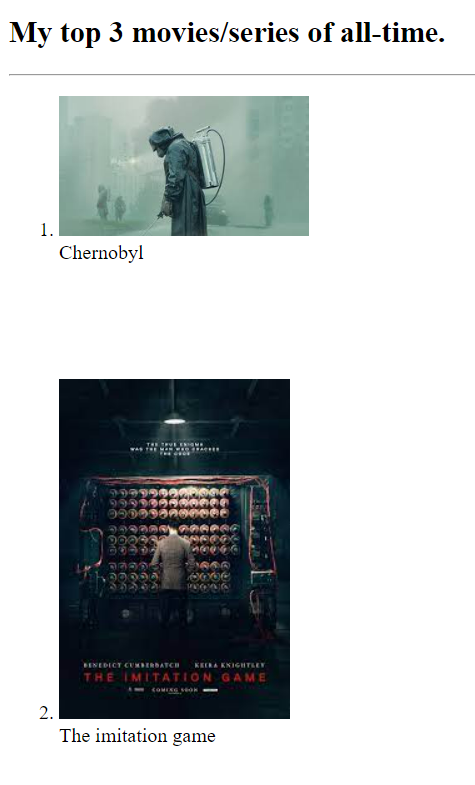 My top 3 movies/series of all-time.
1.
Chernobyl
THE TRUE ENIGMA
WAS THE MAN WHO CRACKED
THE CODE
BENEDICT CUMBERBATCH KEIRA KNIGHTLEY
THE IMITATION GAME
COMING SOON
2.
The imitation game